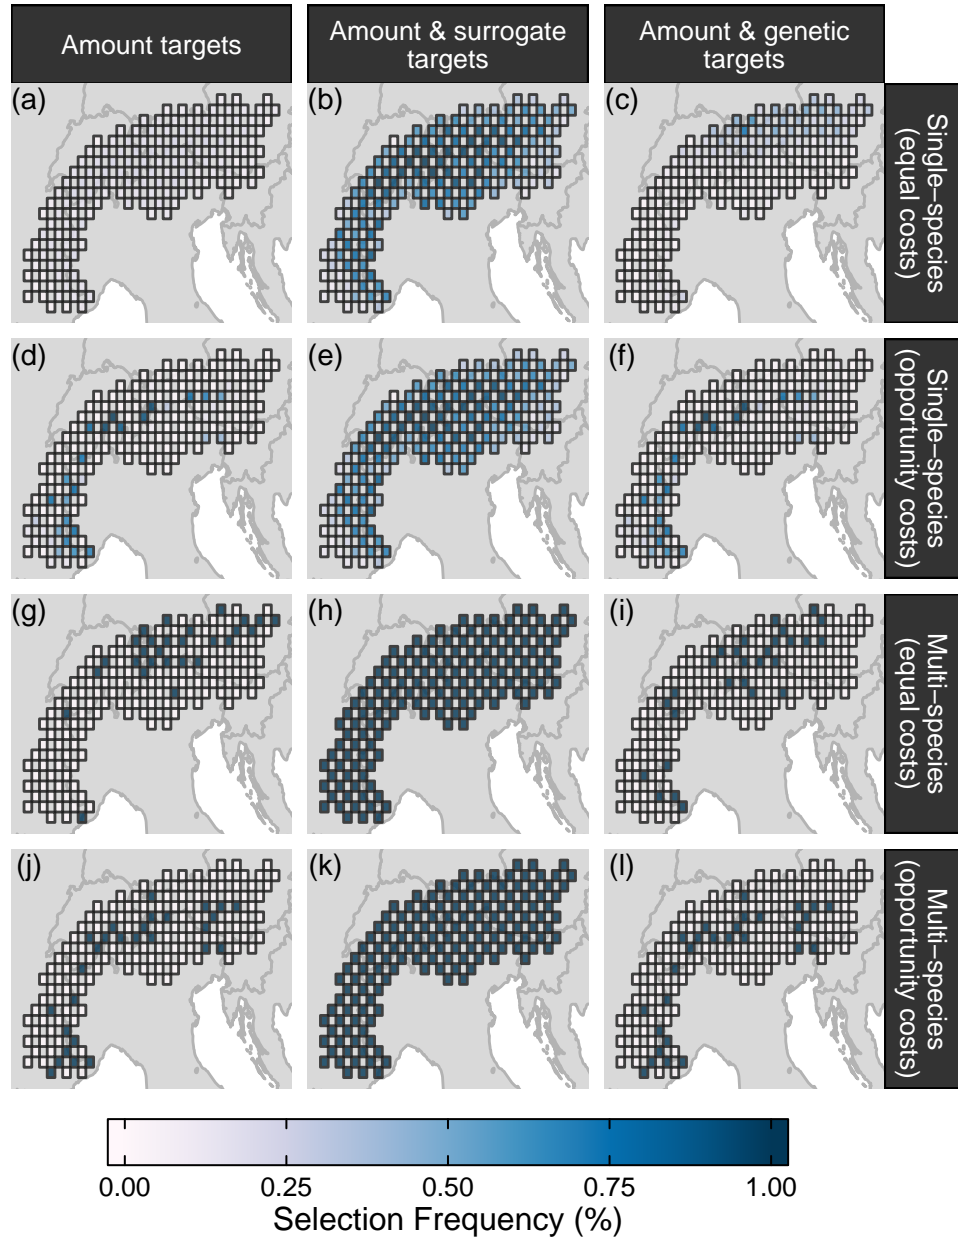 Amount targets
Amount & surrogate
targets
Amount & genetic
targets
(a)
(b)
(c)
Single–species
(equal costs)
(d)
(e)
(f)
Single–species
(opportunity costs)
(g)
(h)
(i)
Multi–species
(equal costs)
(j)
(k)
(l)
Multi–species
(opportunity costs)
0.00 0.25 0.50 0.75 1.00
Selection Frequency (%)